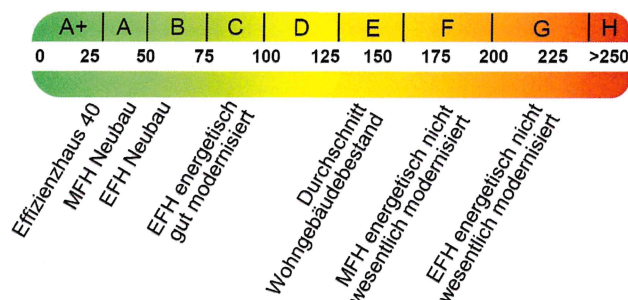 A+ A B C D E F G H
0 25 50 75 100 125 150 175 200 225 >250
Effizienzhaus 40
MFH Neubau
EFH Neubau
EFH energetisch
gut modernisiert
Durchschnitt
Wohngebäudebestand
MFH energetisch nicht
wesentlich modernisiert
EFH energetisch nicht
wesentlich modernisiert